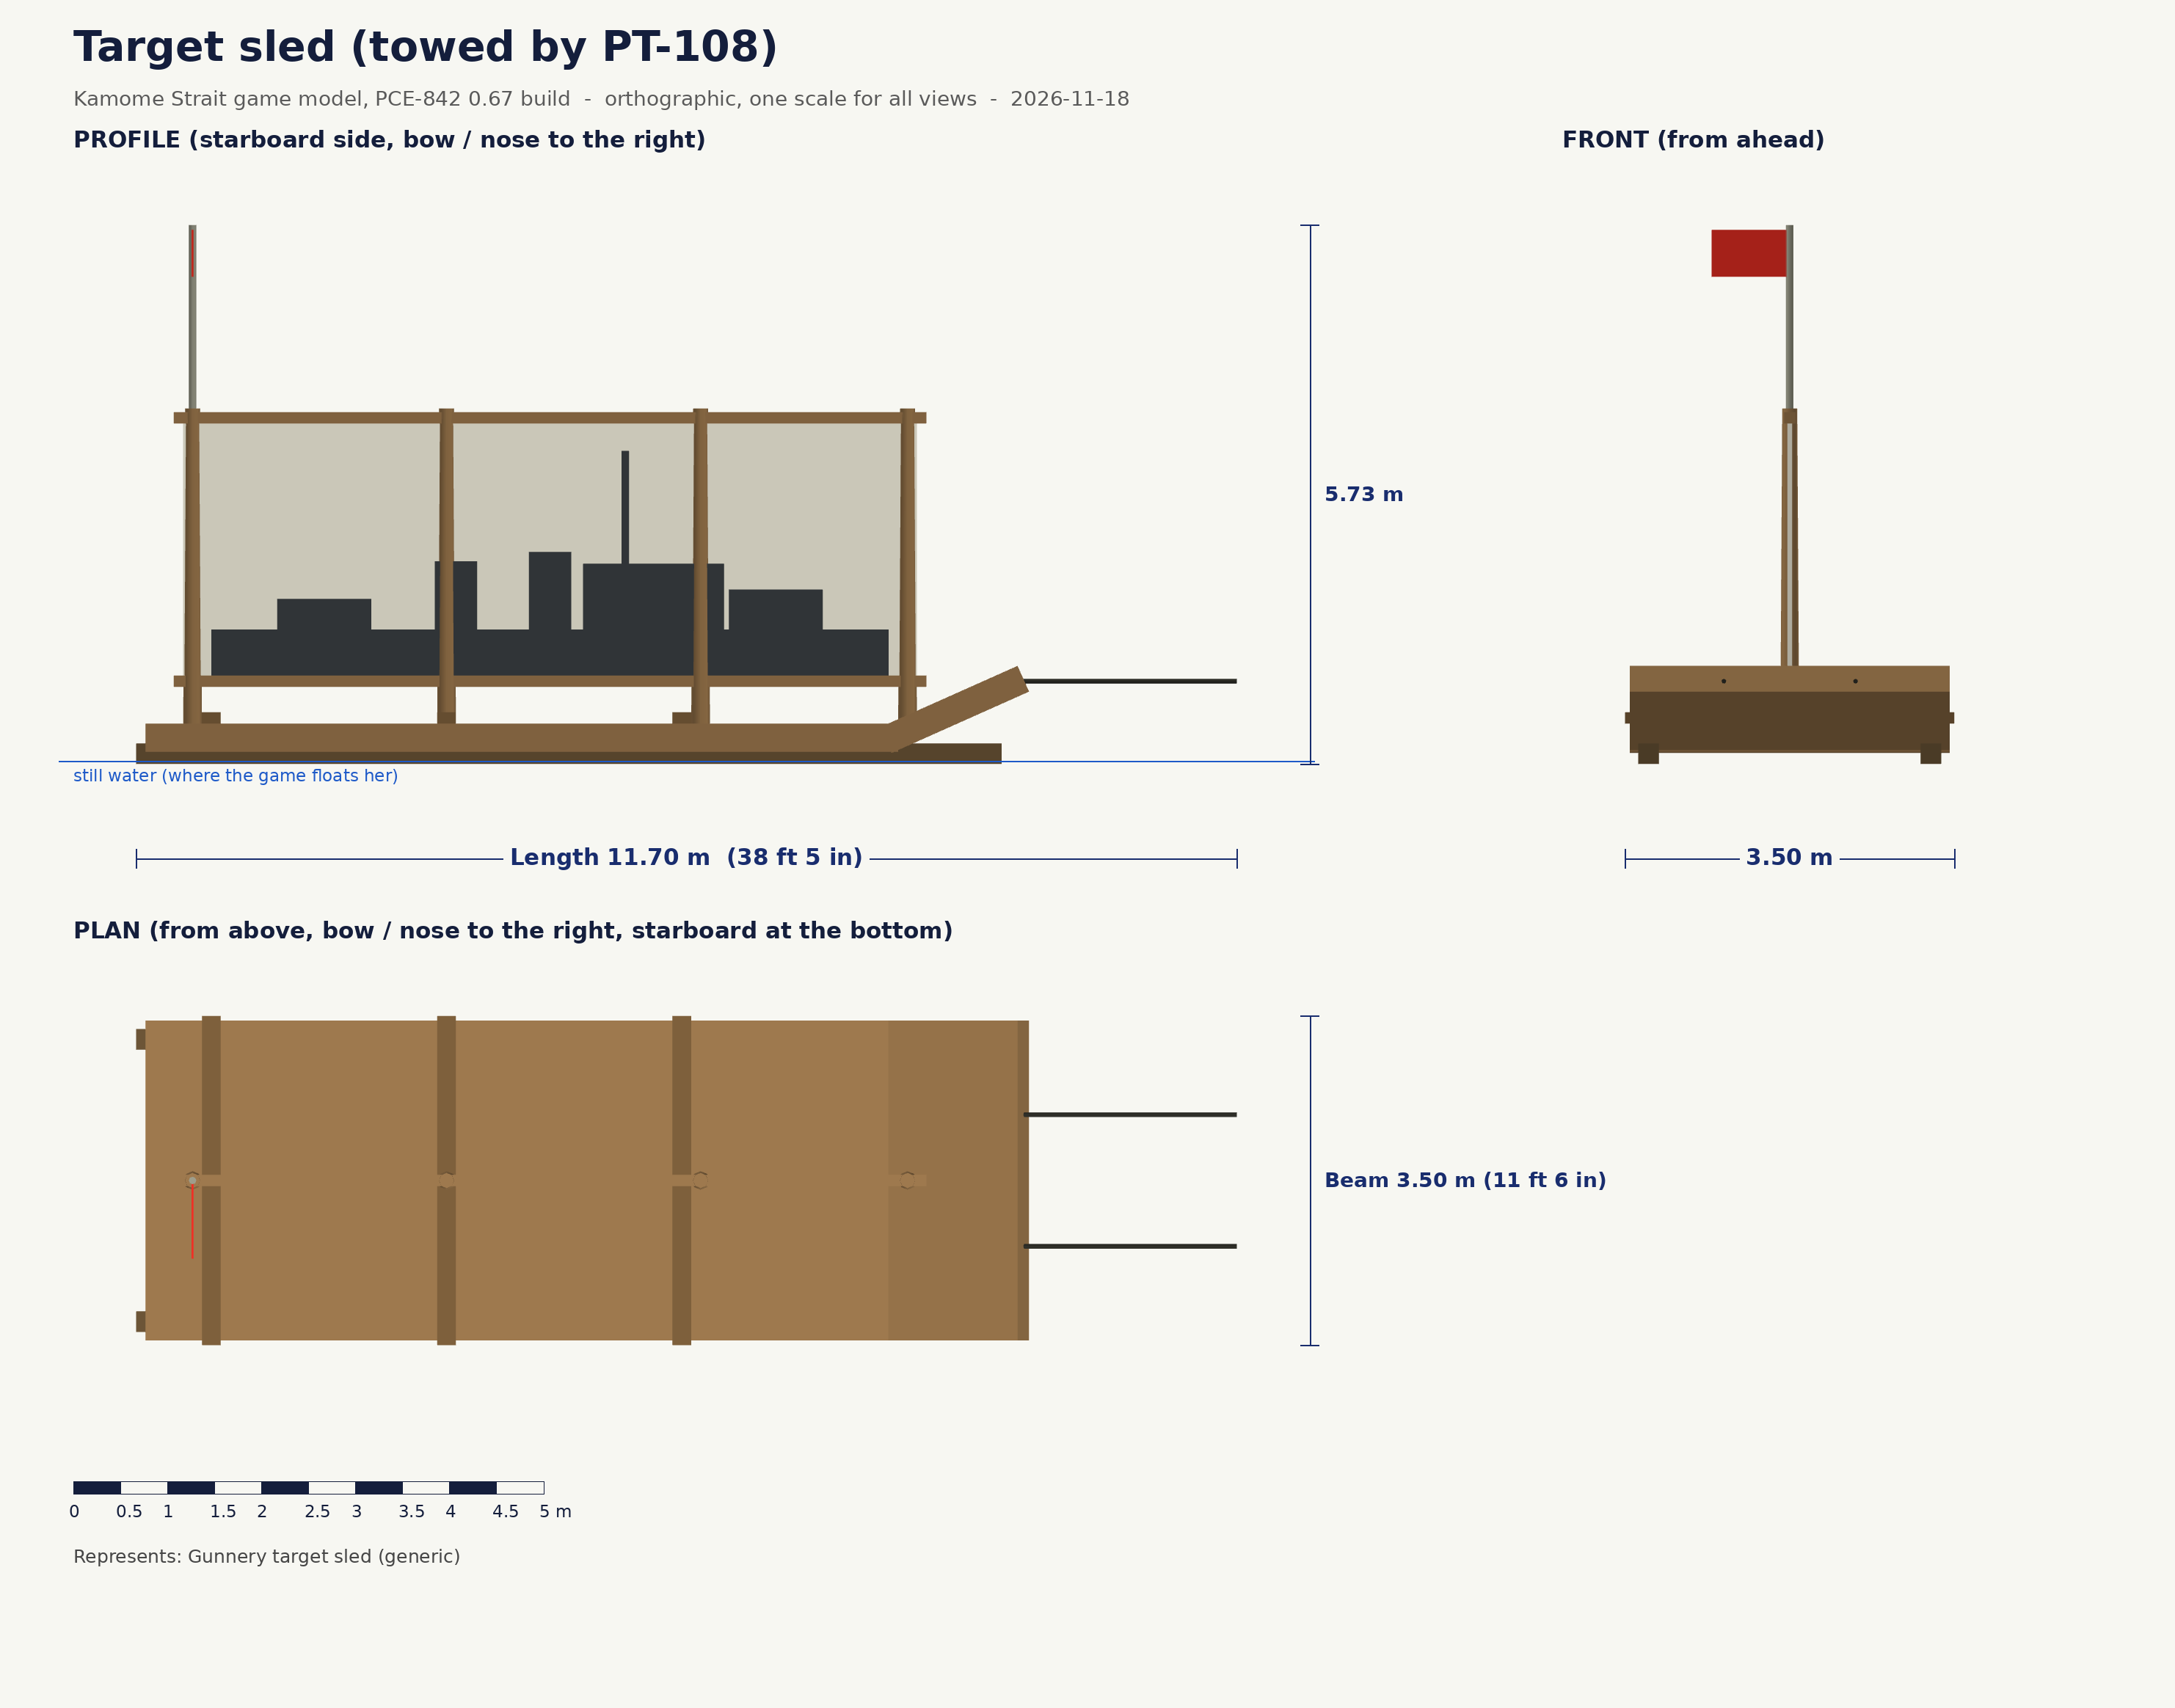 Target sled (towed by PT-108)
Kamome Strait game model, PCE-842 0.67 build  -  orthographic, one scale for all views  -  2026-11-18
PROFILE (starboard side, bow / nose to the right)
FRONT (from ahead)
5.73 m
still water (where the game floats her)
Length 11.70 m  (38 ft 5 in)
3.50 m
PLAN (from above, bow / nose to the right, starboard at the bottom)
Beam 3.50 m (11 ft 6 in)
0 0.5 1 1.5 2 2.5 3 3.5 4 4.5 5 m
Represents: Gunnery target sled (generic)